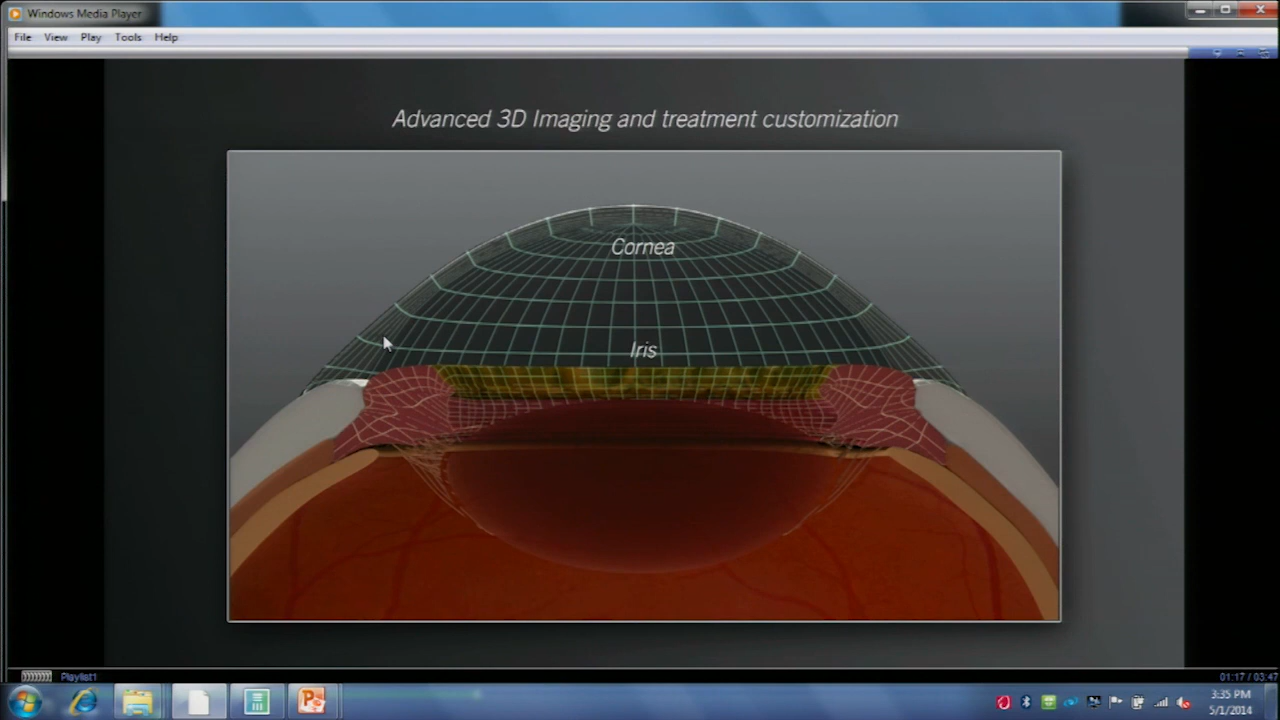 Windows Media Player
File View Play Tools Help
Advanced 3D Imaging and treatment customization
Cornea
Iris
Playlist1
01:17 / 03:47
3:35 PM
5/1/2014